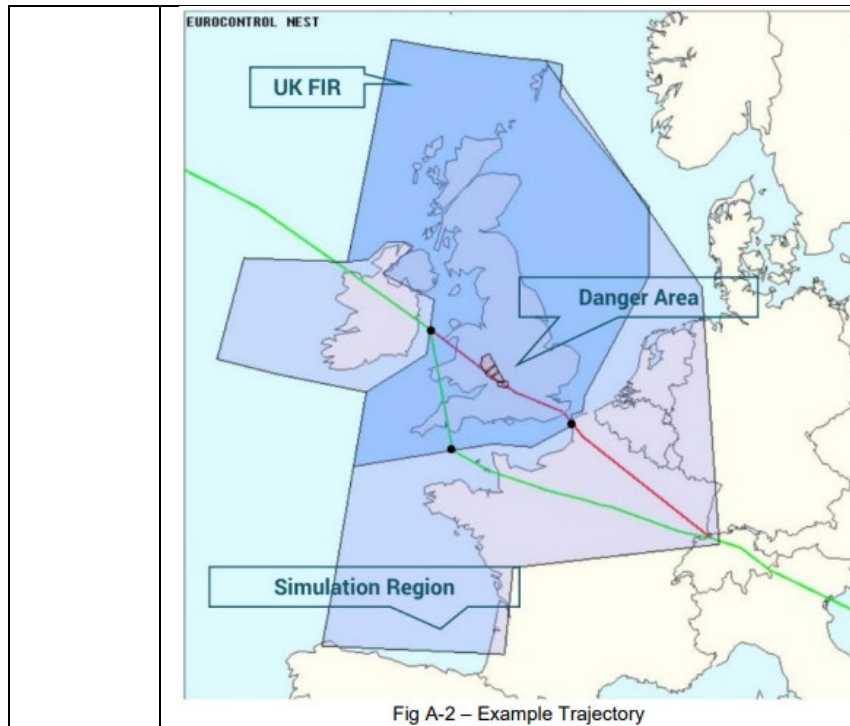 EUROCONTROL NEST
UK FIR
Danger Area
Simulation Region
Fig A-2 – Example Trajectory